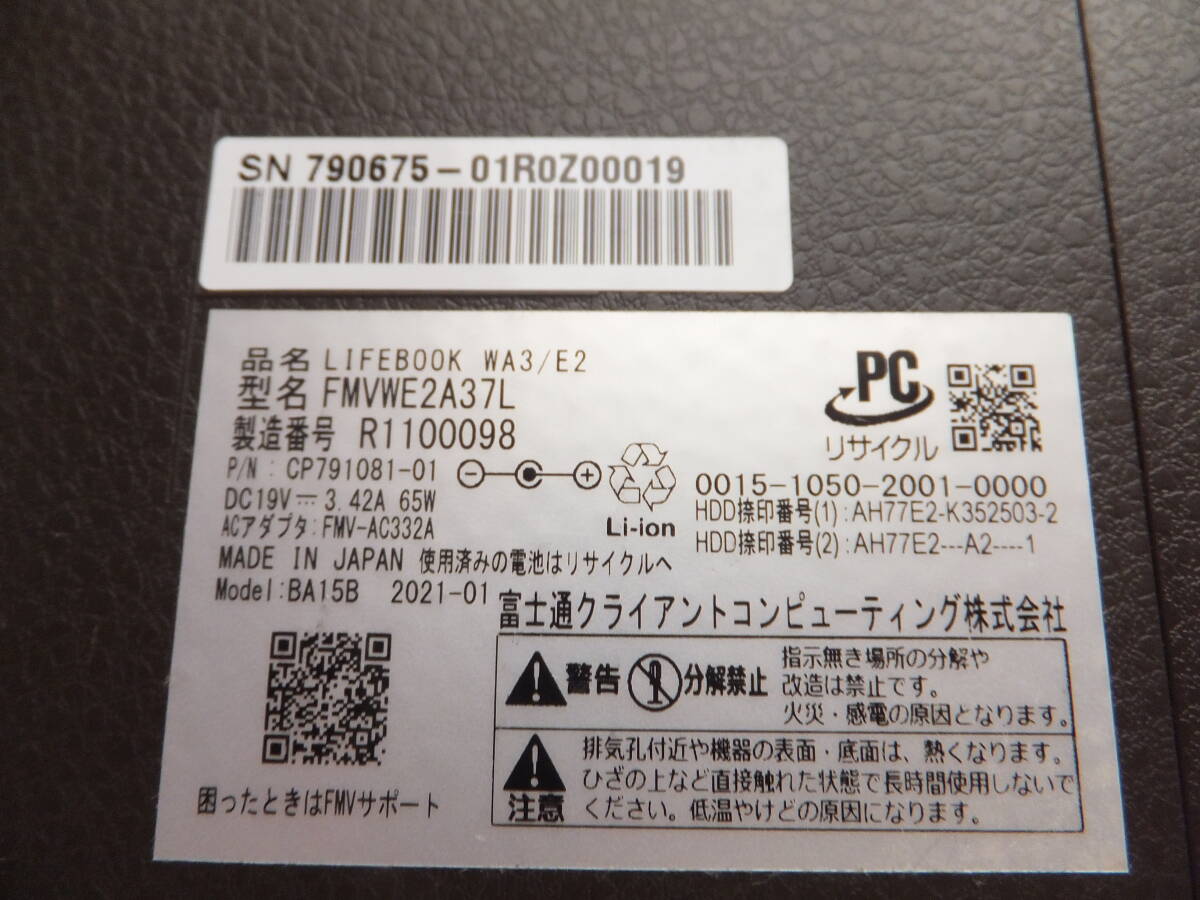 SN 790675-01R0Z00019
品名 LIFEBOOK WA3/E2
型名 FMVWE2A37L
製造番号 R1100098
P/N : CP791081-01
DC19V⎓ 3.42A 65W
ACアダプタ:FMV-AC332A
Li-ion
PC
リサイクル
0015-1050-2001-0000
HDD捺印番号(1):AH77E2-K352503-2
HDD捺印番号(2):AH77E2---A2----1
MADE IN JAPAN 使用済みの電池はリサイクルへ
Model:BA15B 2021-01
富士通クライアントコンピューティング株式会社
警告 分解禁止
指示無き場所の分解や
改造は禁止です。
火災・感電の原因となります。
注意
排気孔付近や機器の表面・底面は、熱くなります。
ひざの上など直接触れた状態で長時間使用しないで
ください。低温やけどの原因になります。
困ったときはFMVサポート